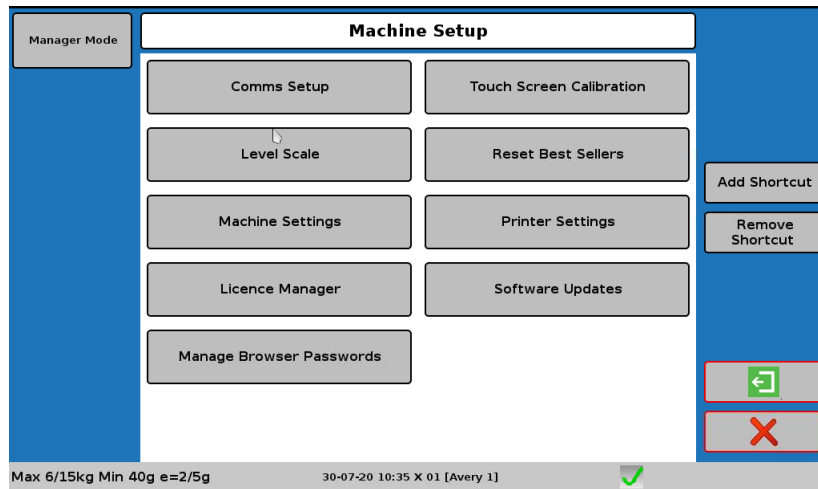 Manager Mode
Machine Setup
Comms Setup
Touch Screen Calibration
Level Scale
Reset Best Sellers
Machine Settings
Printer Settings
Licence Manager
Software Updates
Manage Browser Passwords
Add Shortcut
Remove
Shortcut
Max 6/15kg Min 40g e=2/5g
30-07-20 10:35 X 01 [Avery 1]